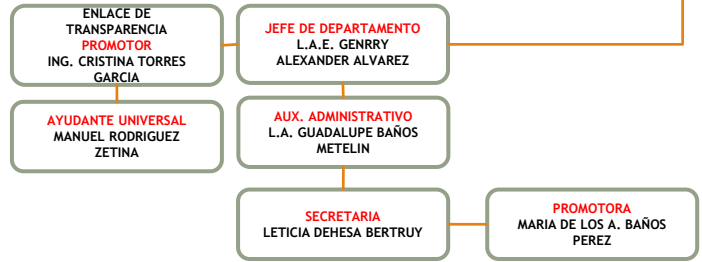 ENLACE DE
TRANSPARENCIA
PROMOTOR
ING. CRISTINA TORRES
GARCIA
JEFE DE DEPARTAMENTO
L.A.E. GENRRY
ALEXANDER ALVAREZ
AYUDANTE UNIVERSAL
MANUEL RODRIGUEZ
ZETINA
AUX. ADMINISTRATIVO
L.A. GUADALUPE BAÑOS
METELIN
SECRETARIA
LETICIA DEHESA BERTRUY
PROMOTORA
MARIA DE LOS A. BAÑOS
PEREZ